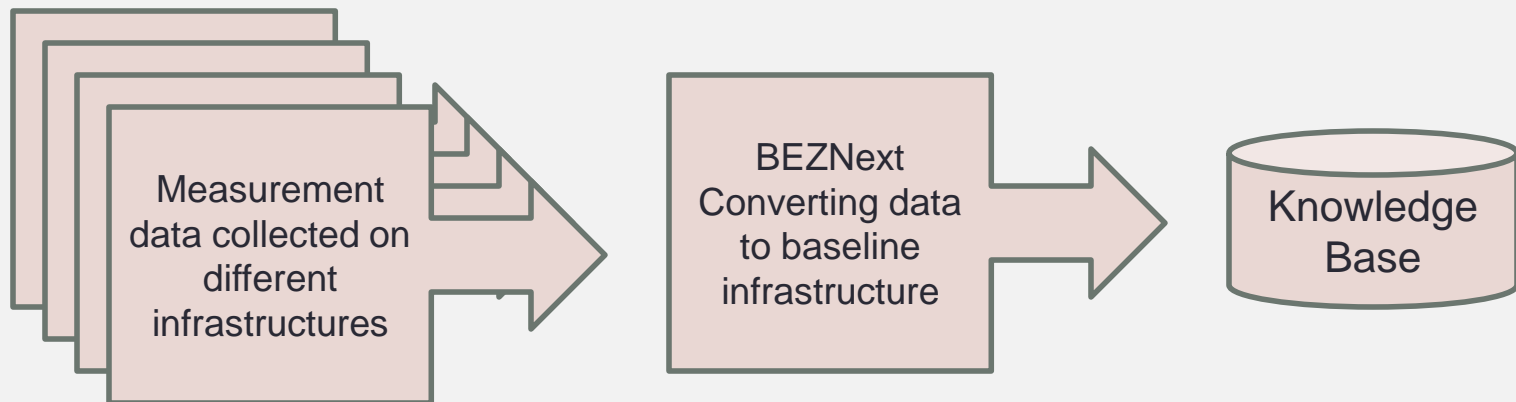 Measurement
data collected on
different
infrastructures
BEZNext
Converting data
to baseline
infrastructure
Knowledge
Base